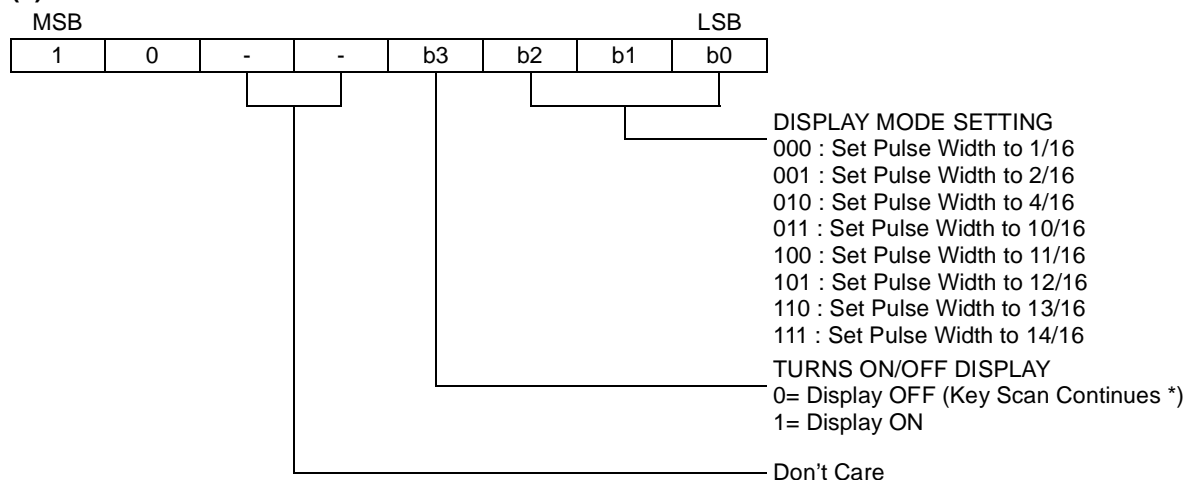 MSB LSB
1 0 - - b3 b2 b1 b0
DISPLAY MODE SETTING
000 : Set Pulse Width to 1/16
001 : Set Pulse Width to 2/16
010 : Set Pulse Width to 4/16
011 : Set Pulse Width to 10/16
100 : Set Pulse Width to 11/16
101 : Set Pulse Width to 12/16
110 : Set Pulse Width to 13/16
111 : Set Pulse Width to 14/16
TURNS ON/OFF DISPLAY
0= Display OFF (Key Scan Continues *)
1= Display ON
Don't Care